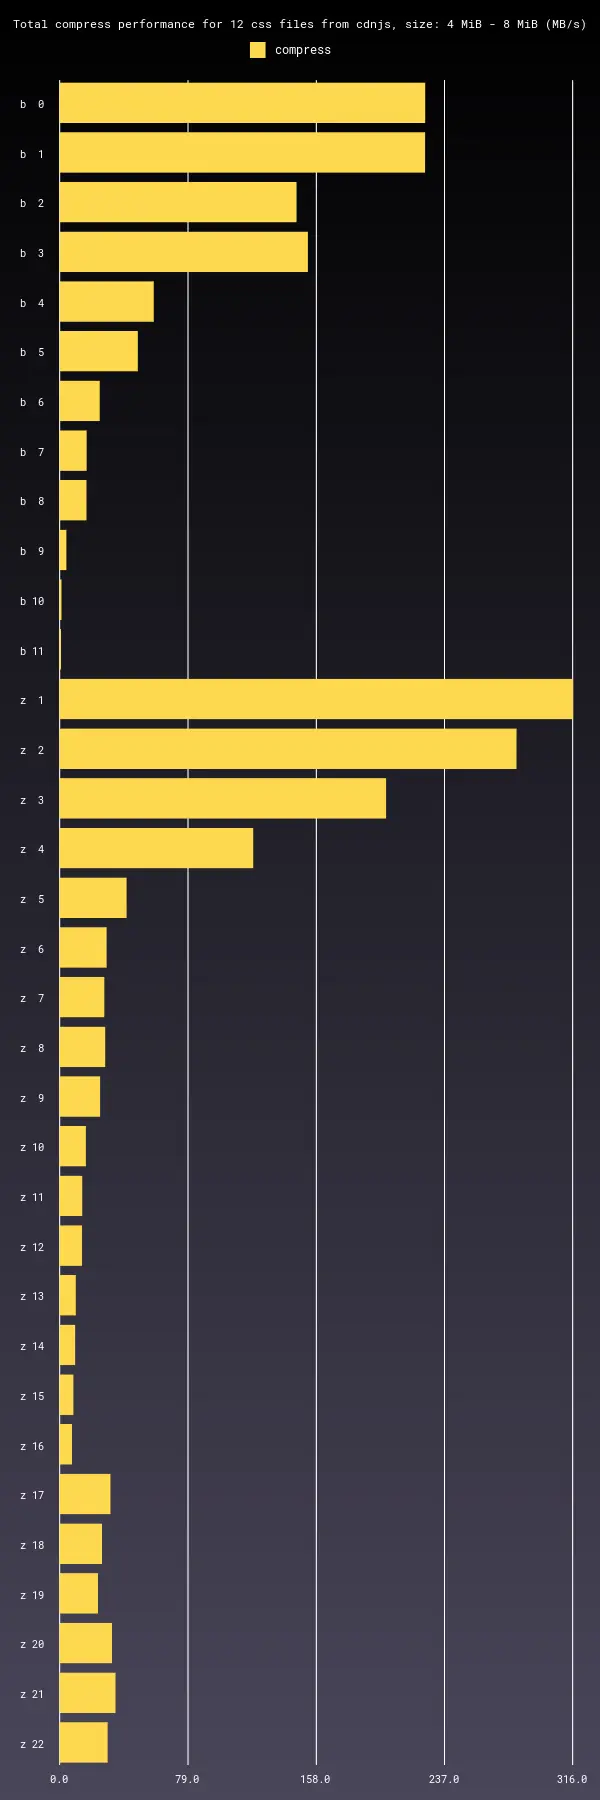 Total compress performance for 12 css files from cdnjs, size: 4 MiB - 8 MiB (MB/s)
compress
b 0
b 1
b 2
b 3
b 4
b 5
b 6
b 7
b 8
b 9
b 10
b 11
z 1
z 2
z 3
z 4
z 5
z 6
z 7
z 8
z 9
z 10
z 11
z 12
z 13
z 14
z 15
z 16
z 17
z 18
z 19
z 20
z 21
z 22
0.0 79.0 158.0 237.0 316.0